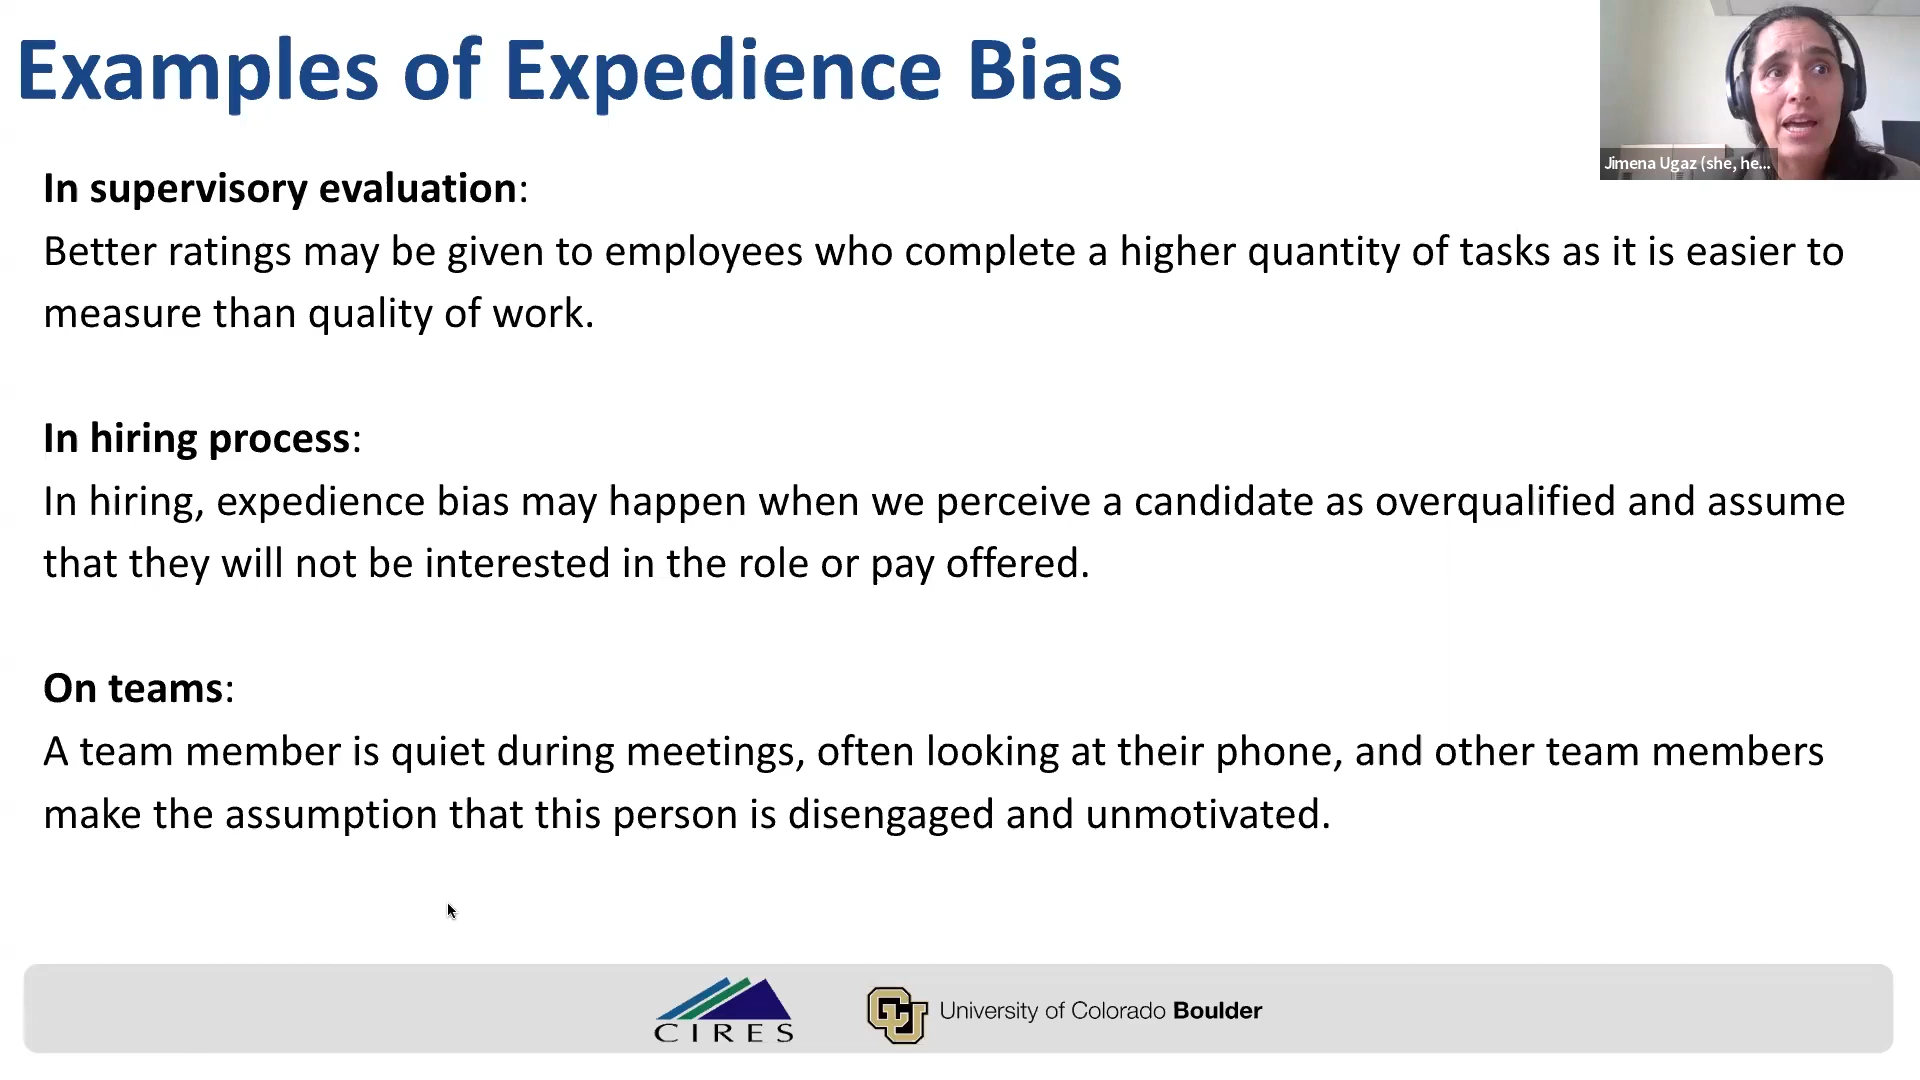 Examples of Expedience Bias
Jimena Ugaz (she, he...
In supervisory evaluation:
Better ratings may be given to employees who complete a higher quantity of tasks as it is easier to
measure than quality of work.
In hiring process:
In hiring, expedience bias may happen when we perceive a candidate as overqualified and assume
that they will not be interested in the role or pay offered.
On teams:
A team member is quiet during meetings, often looking at their phone, and other team members
make the assumption that this person is disengaged and unmotivated.
CIRES
CU University of Colorado Boulder